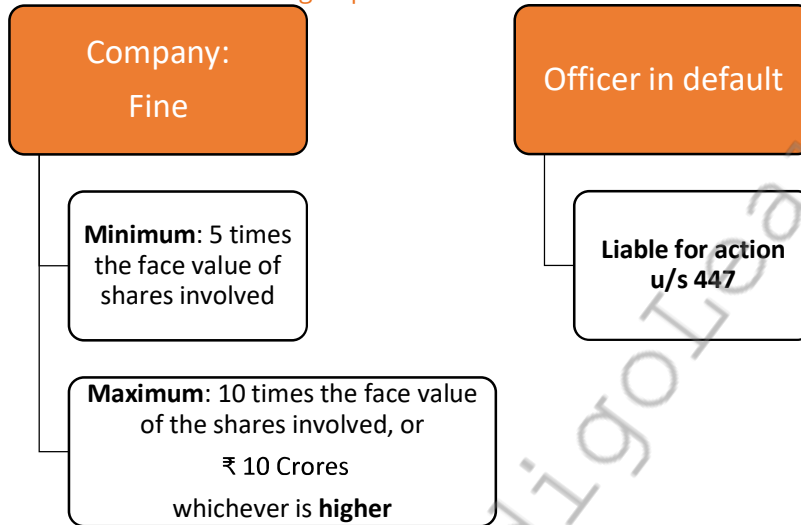 Company:
Fine
Officer in default
Minimum: 5 times
the face value of
shares involved
Liable for action
u/s 447
Maximum: 10 times the face value
of the shares involved, or
₹ 10 Crores
whichever is higher